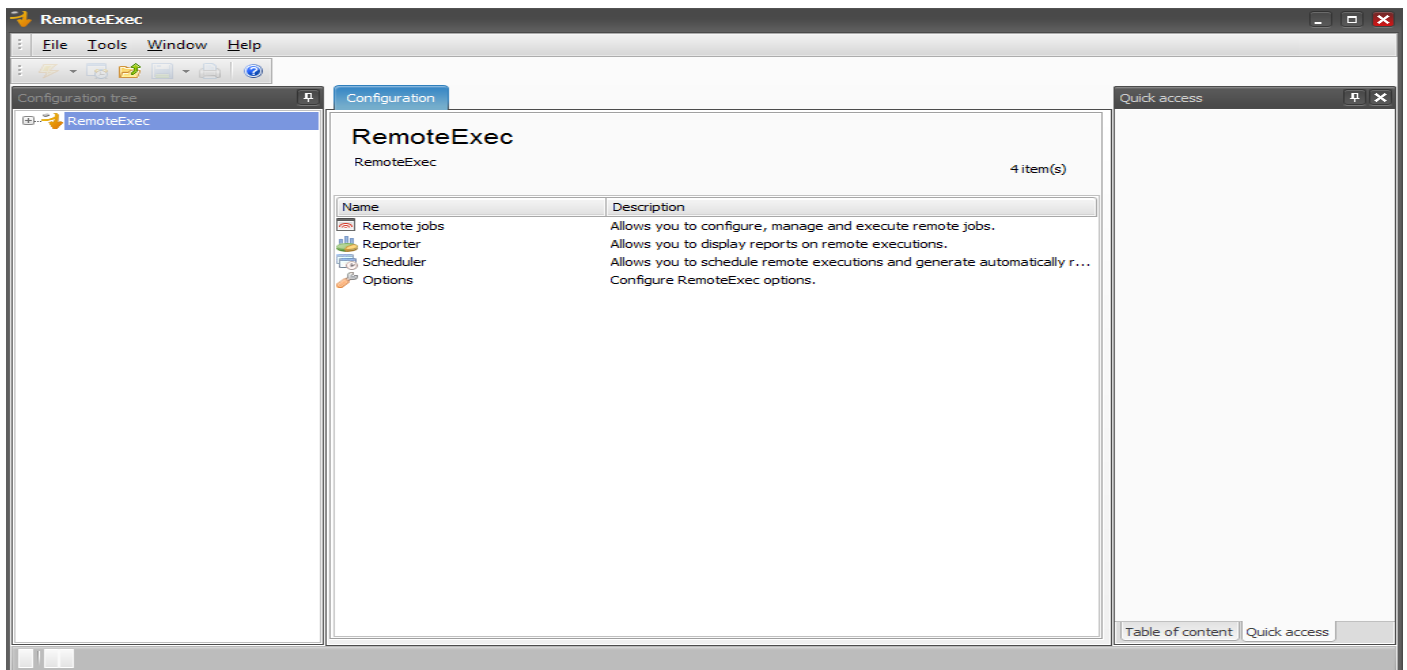 RemoteExec
File Tools Window Help
Configuration tree
RemoteExec
Configuration
RemoteExec
RemoteExec
4 item(s)
Name Description
Remote jobs Allows you to configure, manage and execute remote jobs.
Reporter Allows you to display reports on remote executions.
Scheduler Allows you to schedule remote executions and generate automatically r...
Options Configure RemoteExec options.
Quick access
Table of content Quick access